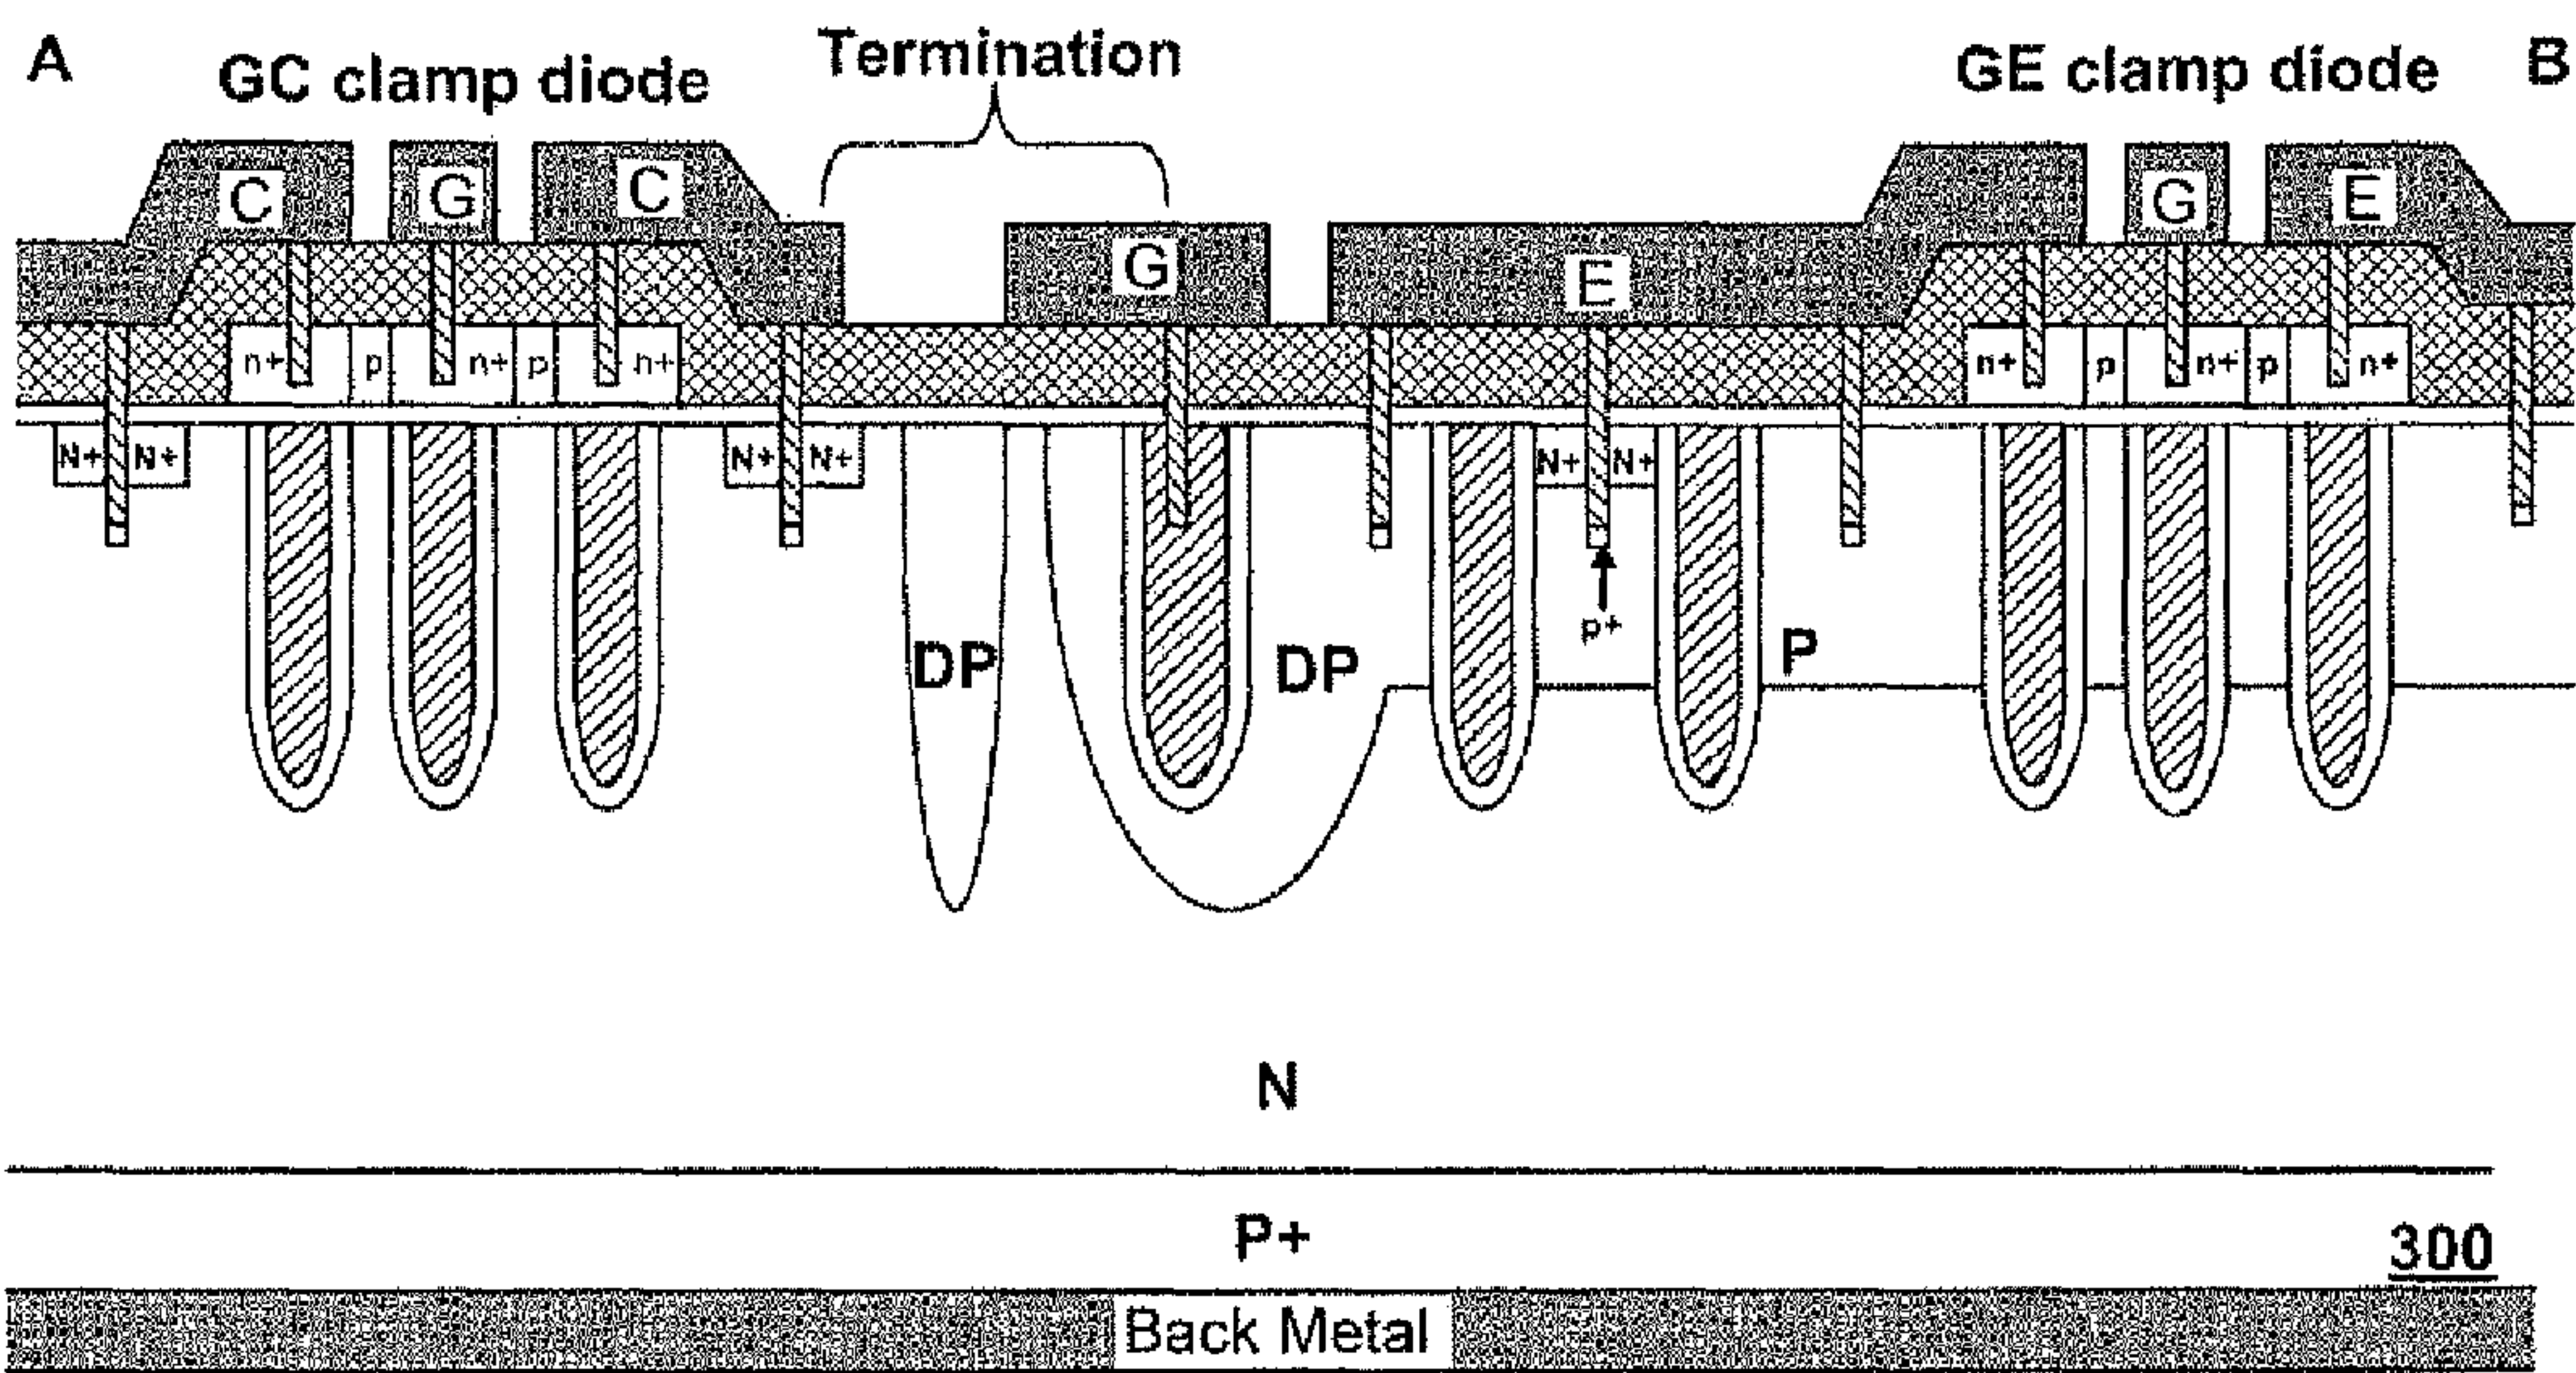 A
GC clamp diode
Termination
GE clamp diode
B
C
G
C
G
E
G
E
n+
p
n+
p
n+
n+
p
n+
p
n+
N+
N+
N+
N+
N+
N+
p+
DP
DP
P
N
P+
300
Back Metal